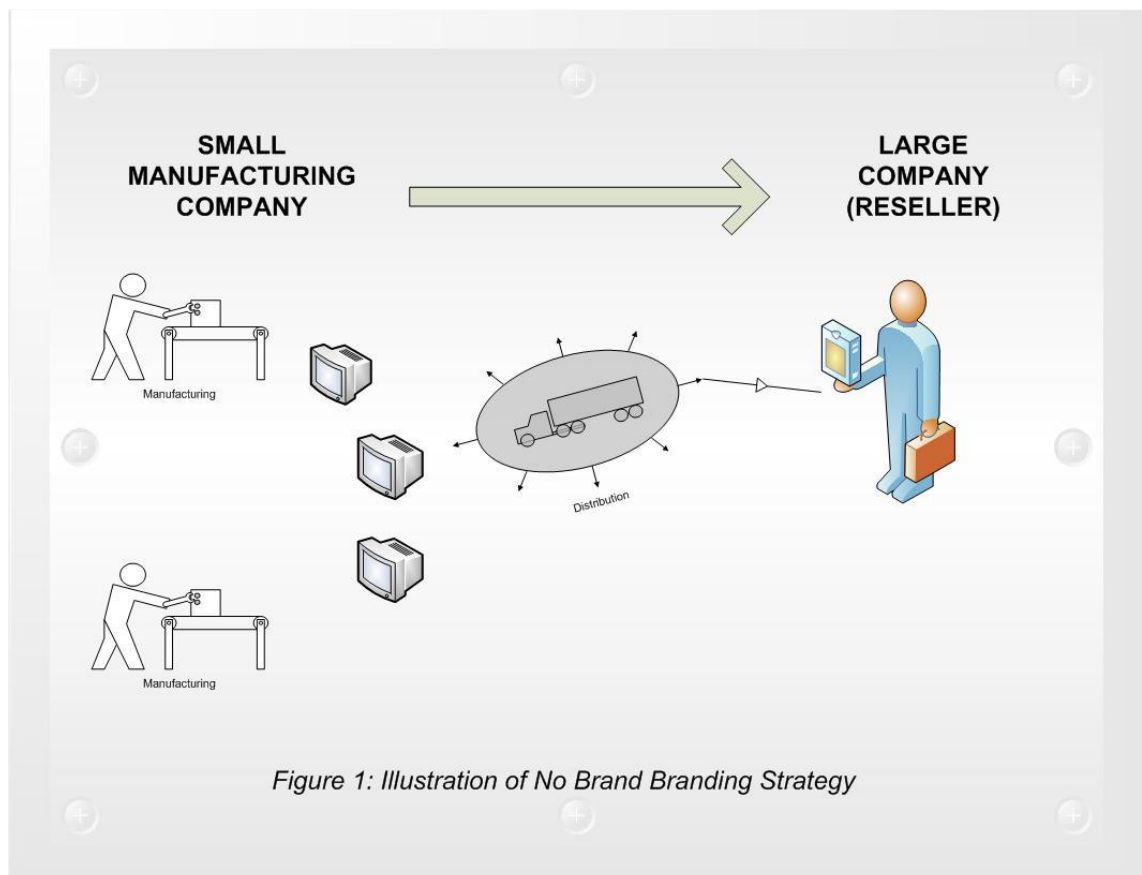 SMALL
MANUFACTURING
COMPANY
LARGE
COMPANY
(RESELLER)
Manufacturing
Distribution
Manufacturing
Figure 1: Illustration of No Brand Branding Strategy